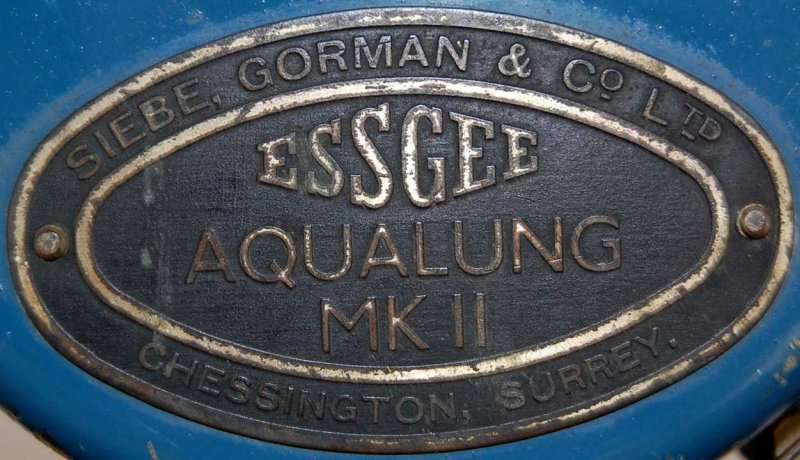 SIEBE, GORMAN & Cº LTD
ESSGEE
AQUALUNG
MK II
CHESSINGTON, SURREY.